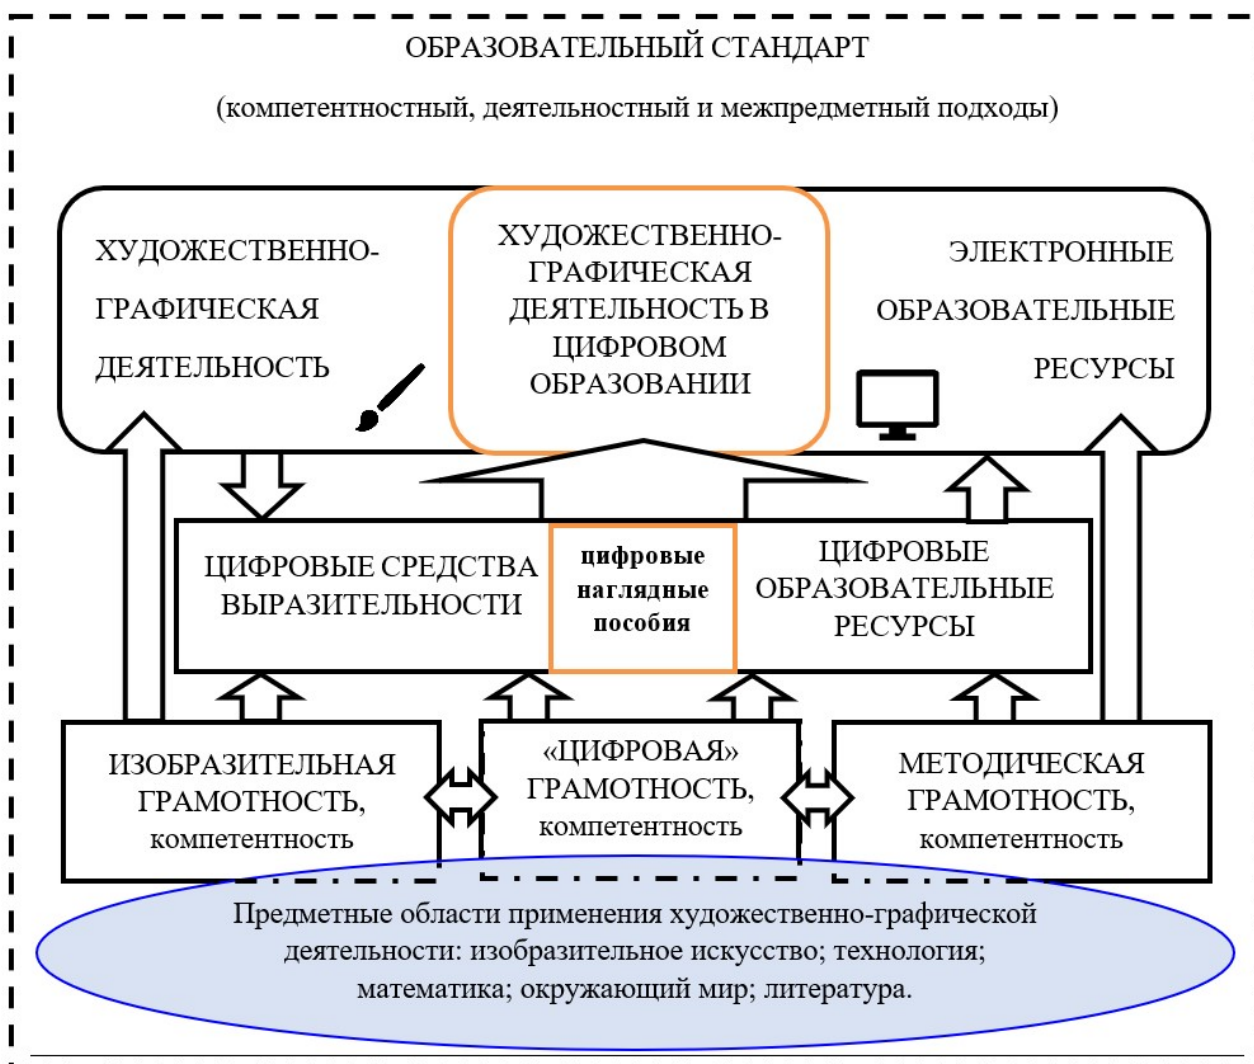 ОБРАЗОВАТЕЛЬНЫЙ СТАНДАРТ
(компетентностный, деятельностный и межпредметный подходы)
ХУДОЖЕСТВЕННО-
ГРАФИЧЕСКАЯ
ДЕЯТЕЛЬНОСТЬ
ХУДОЖЕСТВЕННО-
ГРАФИЧЕСКАЯ
ДЕЯТЕЛЬНОСТЬ В
ЦИФРОВОМ
ОБРАЗОВАНИИ
ЭЛЕКТРОННЫЕ
ОБРАЗОВАТЕЛЬНЫЕ
РЕСУРСЫ
ЦИФРОВЫЕ СРЕДСТВА
ВЫРАЗИТЕЛЬНОСТИ
цифровые
наглядные
пособия
ЦИФРОВЫЕ
ОБРАЗОВАТЕЛЬНЫЕ
РЕСУРСЫ
ИЗОБРАЗИТЕЛЬНАЯ
ГРАМОТНОСТЬ,
компетентность
«ЦИФРОВАЯ»
ГРАМОТНОСТЬ,
компетентность
МЕТОДИЧЕСКАЯ
ГРАМОТНОСТЬ,
компетентность
Предметные области применения художественно-графической
деятельности: изобразительное искусство; технология;
математика; окружающий мир; литература.